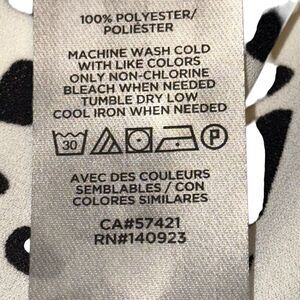 100% POLYESTER/
POLIÉSTER
MACHINE WASH COLD
WITH LIKE COLORS
ONLY NON-CHLORINE
BLEACH WHEN NEEDED
TUMBLE DRY LOW
COOL IRON WHEN NEEDED
30 P
AVEC DES COULEURS
SEMBLABLES / CON
COLORES SIMILARES
CA#57421
RN#140923